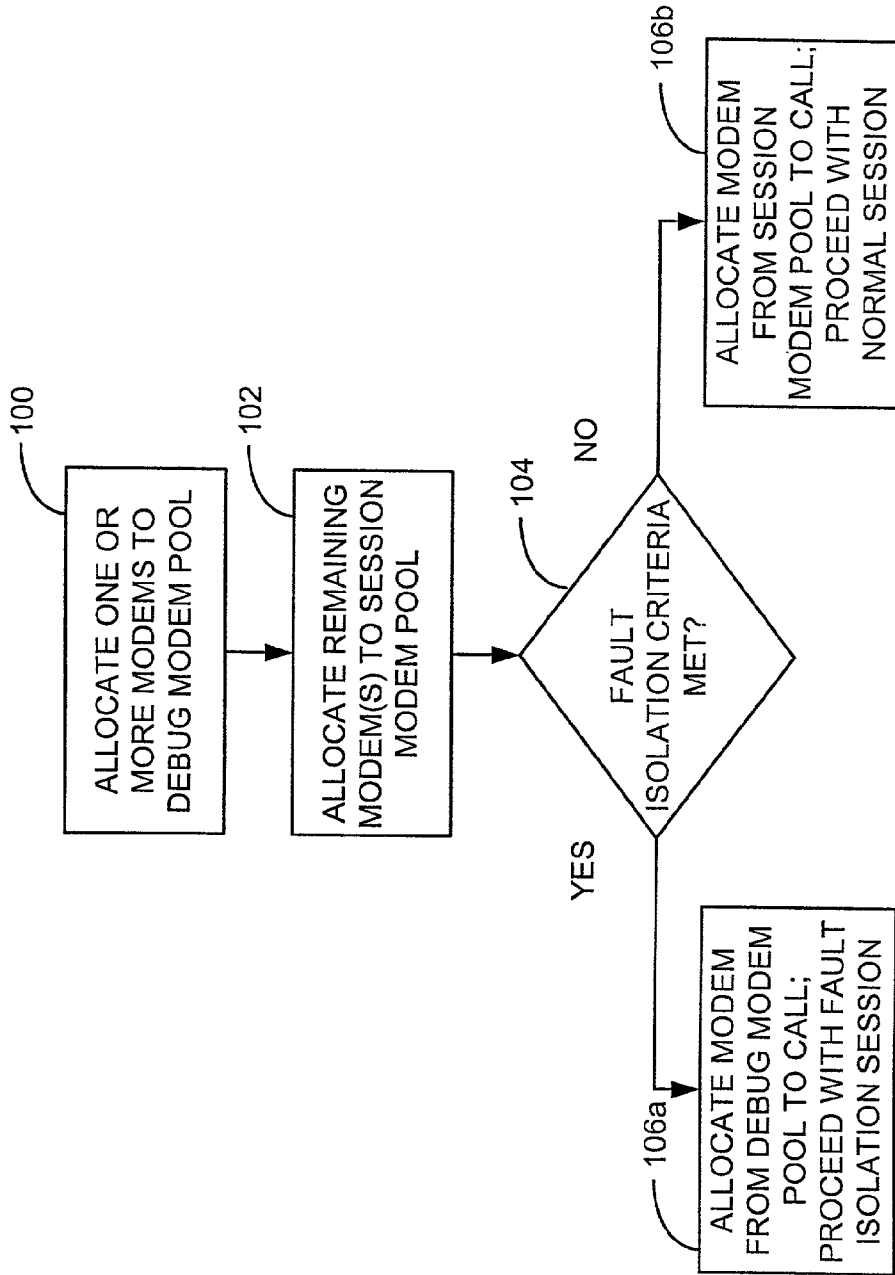 100
ALLOCATE ONE OR
MORE MODEMS TO
DEBUG MODEM POOL
102
ALLOCATE REMAINING
MODEM(S) TO SESSION
MODEM POOL
104
FAULT
ISOLATION CRITERIA
MET?
YES
NO
106a
ALLOCATE MODEM
FROM DEBUG MODEM
POOL TO CALL;
PROCEED WITH FAULT
ISOLATION SESSION
106b
ALLOCATE MODEM
FROM SESSION
MODEM POOL TO CALL;
PROCEED WITH
NORMAL SESSION